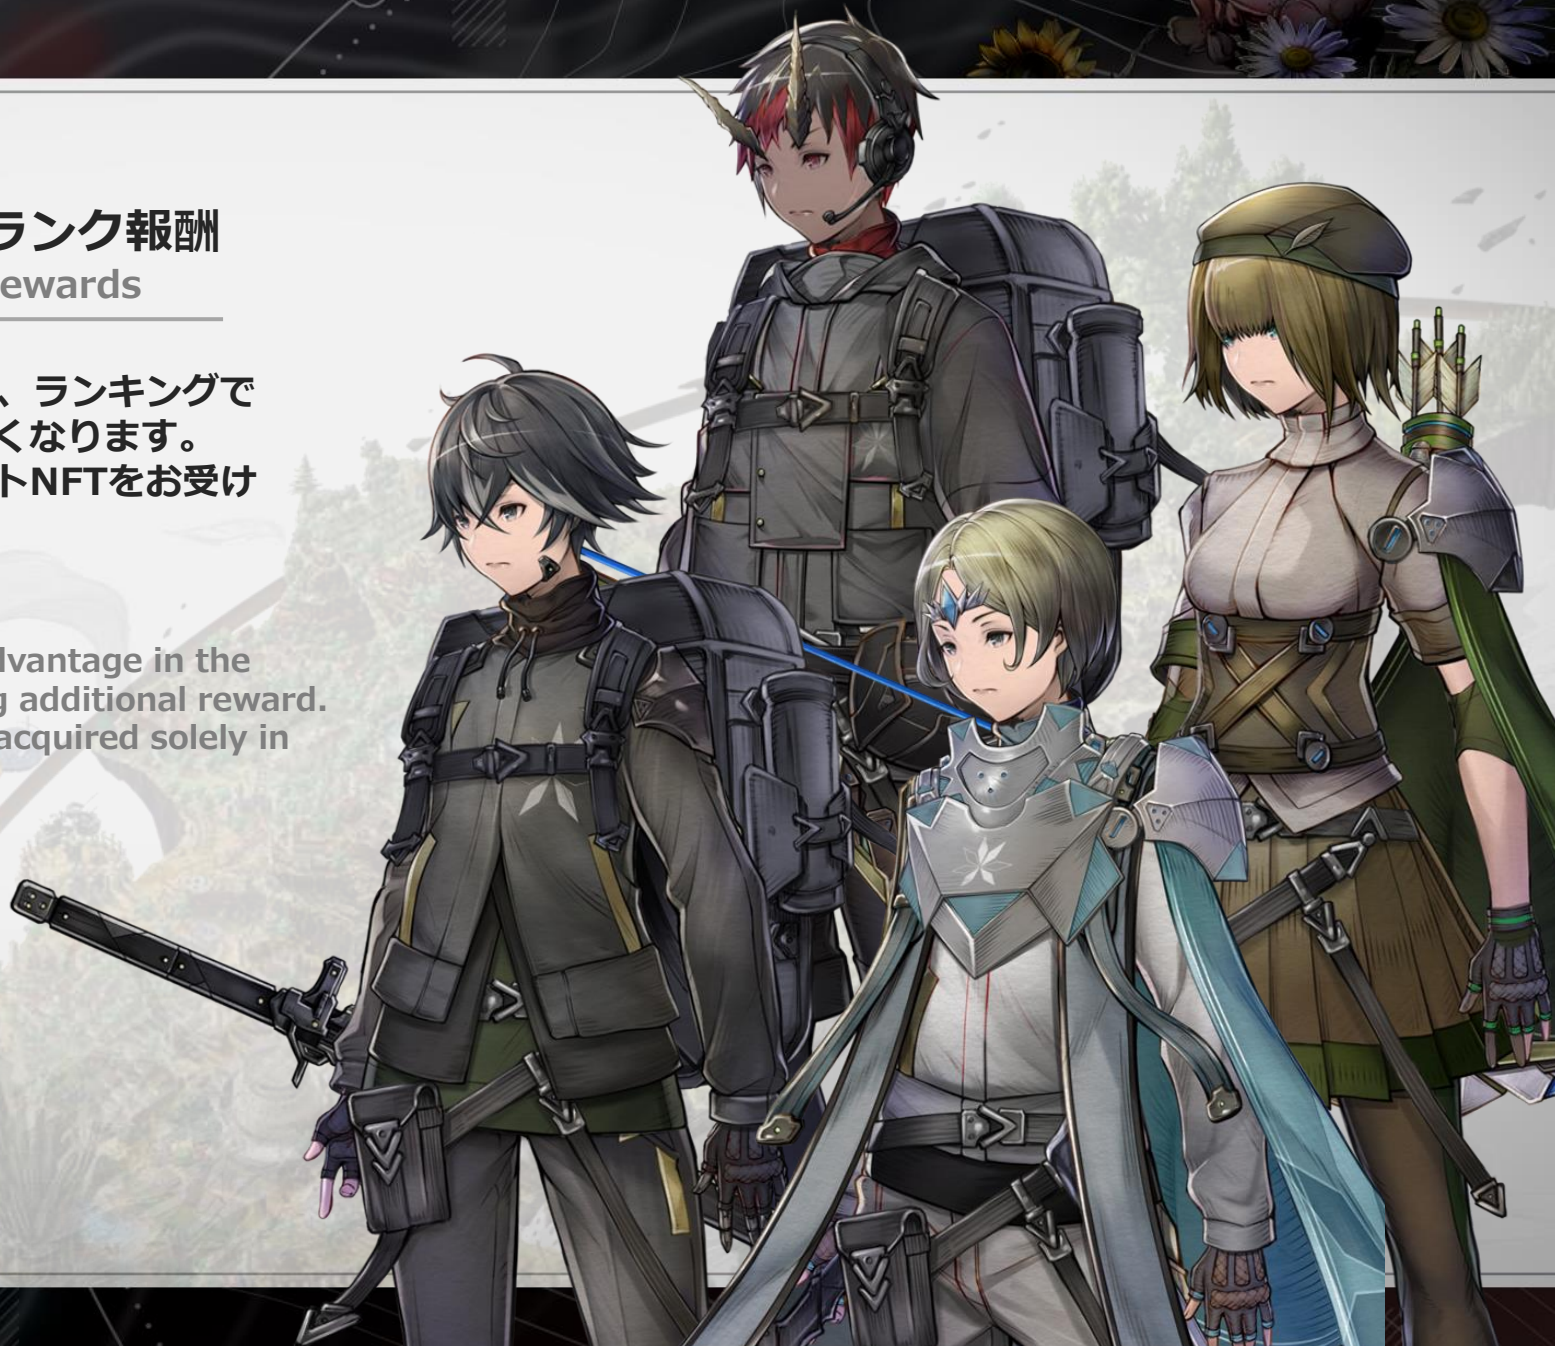 ランク報酬
ewards
、ランキングで
くなります。
トNFTをお受け
dvantage in the
g additional reward.
acquired solely in